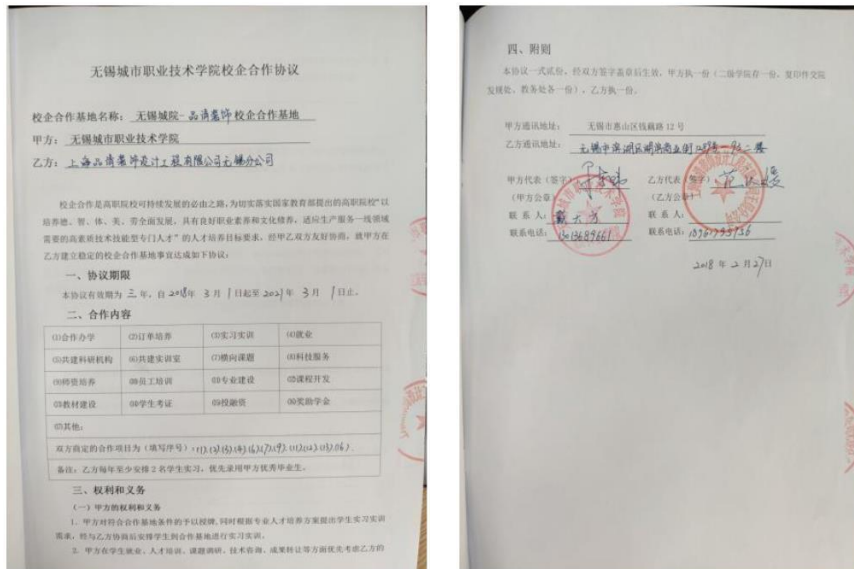 无锡城市职业技术学院校企合作协议
校企合作基地名称: 无锡城院-品清装饰校企合作基地
甲方: 无锡城市职业技术学院
乙方: 上海品清装饰设计工程有限公司无锡分公司
校企合作是高职院校可持续发展的必由之路,为切实落实国家教育部提出的高职院校“以
培养德、智、体、美、劳全面发展,具有良好职业素养和文化修养,适应生产服务一线领域
需要的高素质技术技能型专门人才”的人才培养目标要求,经甲乙双方友好协商,就甲方在
乙方建立稳定的校企合作基地事宜达成如下协议:
一、协议期限
本协议有效期为 三 年,自 2018年 3 月 1 日起至 2021 年 3 月 1 日止。
二、合作内容
⑴合作办学 ⑵订单培养 ⑶实习实训 ⑷就业
⑸共建科研机构 ⑹共建实训室 ⑺横向课题 ⑻科技服务
⑼师资培养 ⑽员工培训 ⑾专业建设 ⑿课程开发
⒀教材建设 ⒁学生考证 ⒂投融资 ⒃奖助学金
⒄其他:
双方商定的合作项目为(填写序号):(1).(2).(3).(4).(6).(7).(9).(11).(12).(13).(16).
备注:乙方每年至少安排 2 名学生实习,优先录用甲方优秀毕业生。
三、权利和义务
(一)甲方的权利和义务
1. 甲方对符合合作基地条件的予以授牌,同时根据专业人才培养方案提出学生实习实训
需求,经与乙方协商后安排学生到合作基地进行实习实训。
2. 甲方在学生就业、人才培训、课题调研、技术咨询、成果转让等方面优先考虑乙方的
四、附则
本协议一式贰份,经双方签字盖章后生效,甲方执一份(二级学院存一份,复印件交院
发规处、教务处各一份),乙方执一份。
甲方通讯地址: 无锡市惠山区钱藕路 12 号
乙方通讯地址: 无锡市滨湖区湖滨商业街
甲方代表(签字) 乙方代表(签字)
(甲方公章) (乙方公章)
联 系 人: 戴大方 联 系 人:
联系电话: 联系电话:
2018 年 2 月 27日